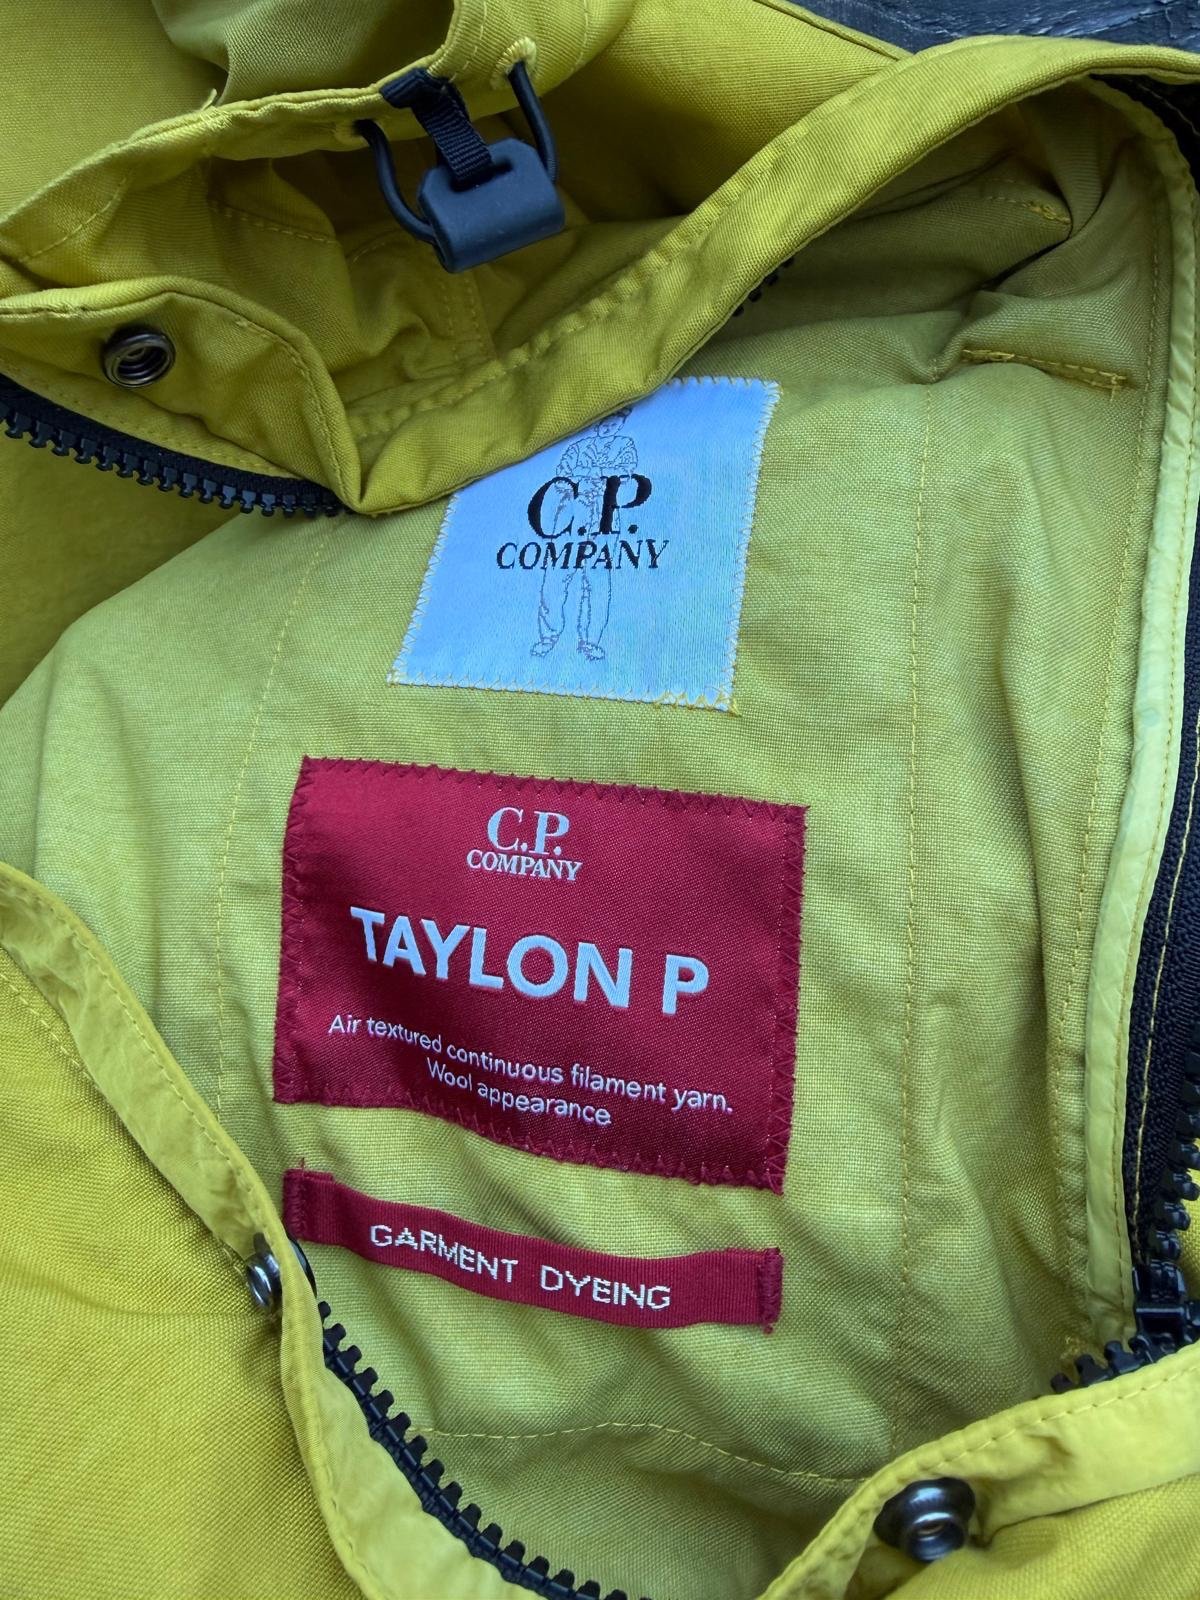 C.P.
COMPANY
C.P.
COMPANY
TAYLON P
Air textured continuous filament yarn.
Wool appearance
GARMENT DYEING